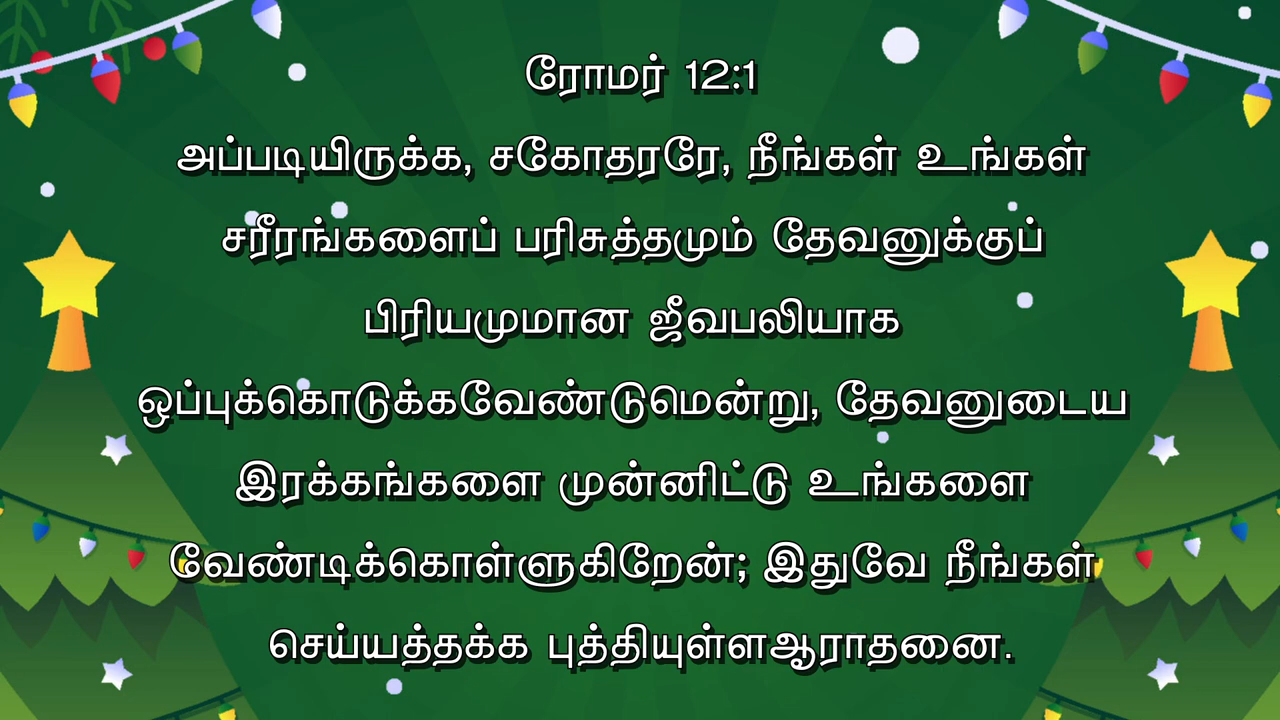 ரோமர் 12:1
அப்படியிருக்க, சகோதரரே, நீங்கள் உங்கள்
சரீரங்களைப் பரிசுத்தமும் தேவனுக்குப்
பிரியமுமான ஜீவபலியாக
ஒப்புக்கொடுக்கவேண்டுமென்று, தேவனுடைய
இரக்கங்களை முன்னிட்டு உங்களை
வேண்டிக்கொள்ளுகிறேன்; இதுவே நீங்கள்
செய்யத்தக்க புத்தியுள்ளஆராதனை.